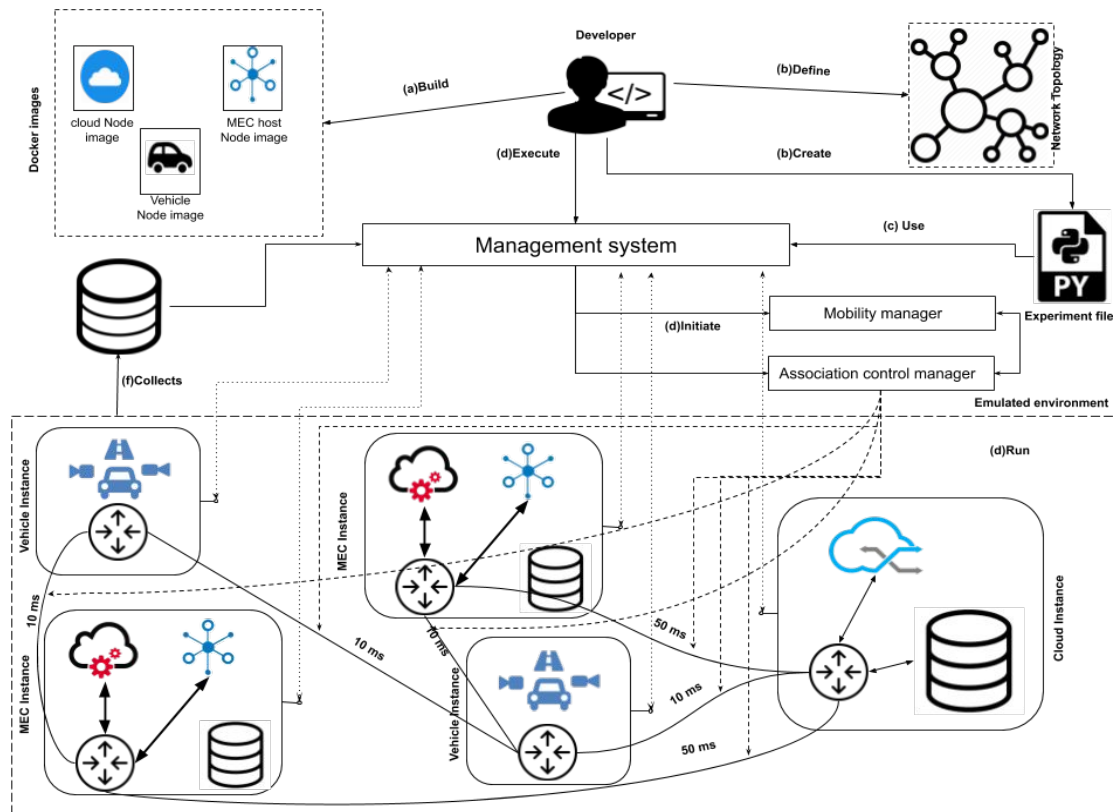 Developer
Docker images
cloud Node
image
MEC host
Node image
Vehicle
Node image
(a)Build
(b)Define
Network Topology
(d)Execute
(b)Create
Management system
(c) Use
PY
Experiment file
Mobility manager
(d)Initiate
Association control manager
(f)Collects
Emulated environment
(d)Run
Vehicle Instance
MEC Instance
Cloud Instance
10 ms
10 ms
10 ms
50 ms
10 ms
50 ms
MEC Instance
Vehicle Instance